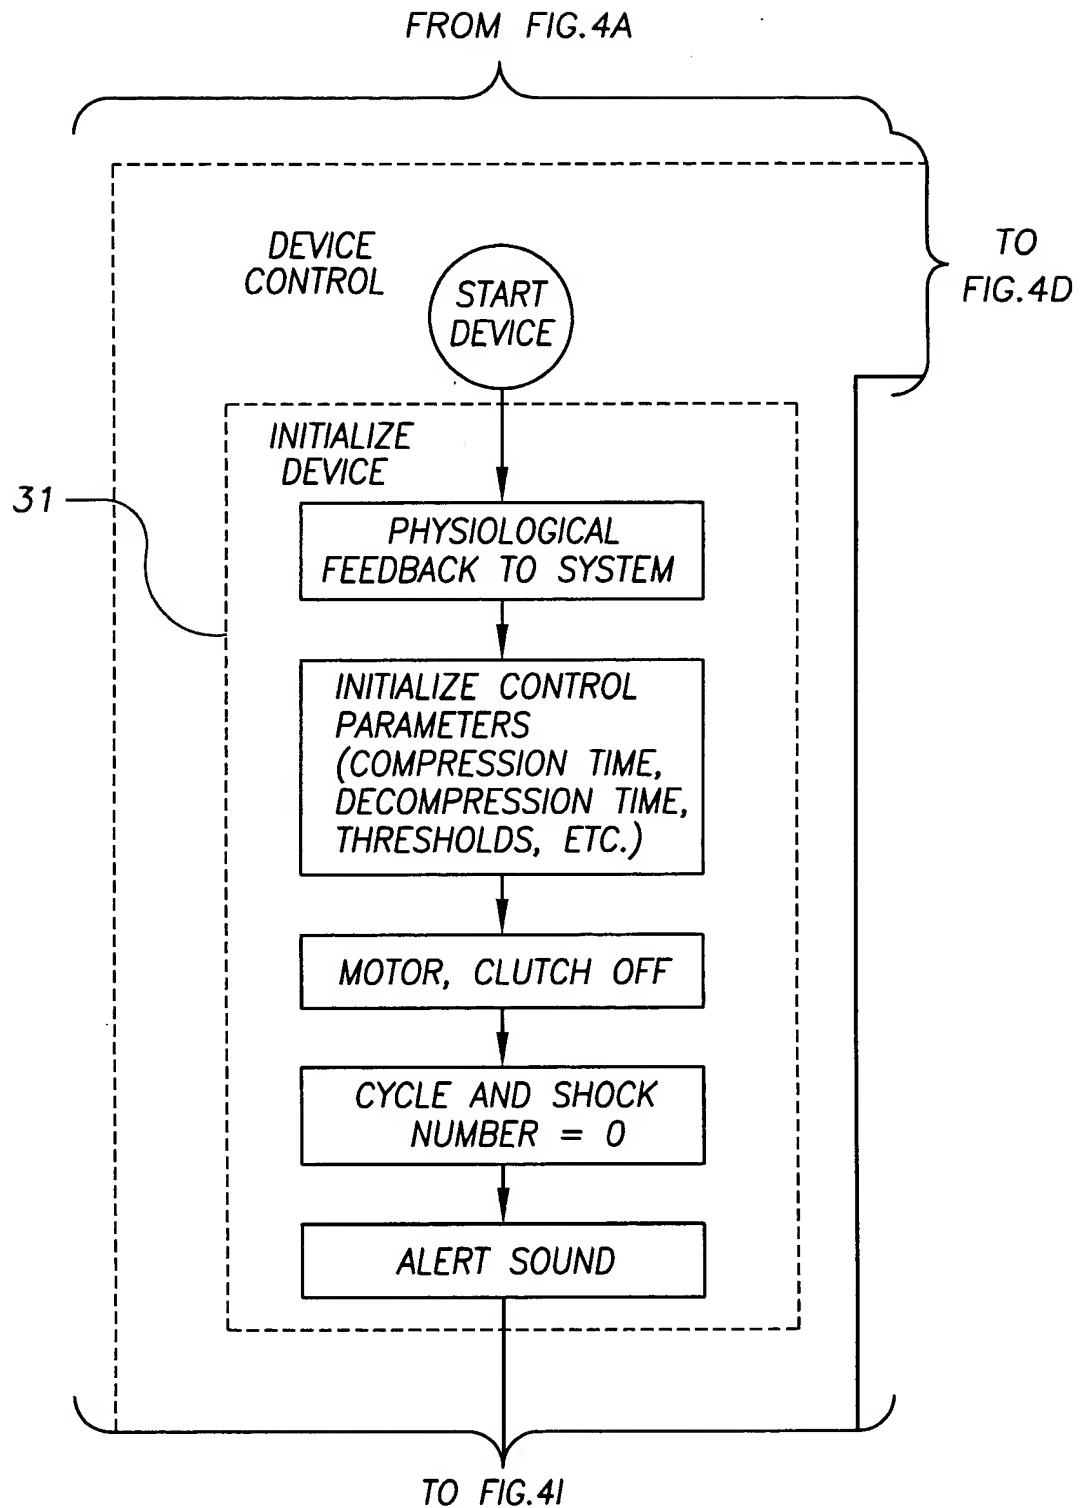 FROM FIG.4A
TO
FIG.4D
DEVICE
CONTROL
START
DEVICE
INITIALIZE
DEVICE
31
PHYSIOLOGICAL
FEEDBACK TO SYSTEM
INITIALIZE CONTROL
PARAMETERS
(COMPRESSION TIME,
DECOMPRESSION TIME,
THRESHOLDS, ETC.)
MOTOR, CLUTCH OFF
CYCLE AND SHOCK
NUMBER = 0
ALERT SOUND
TO FIG.4I